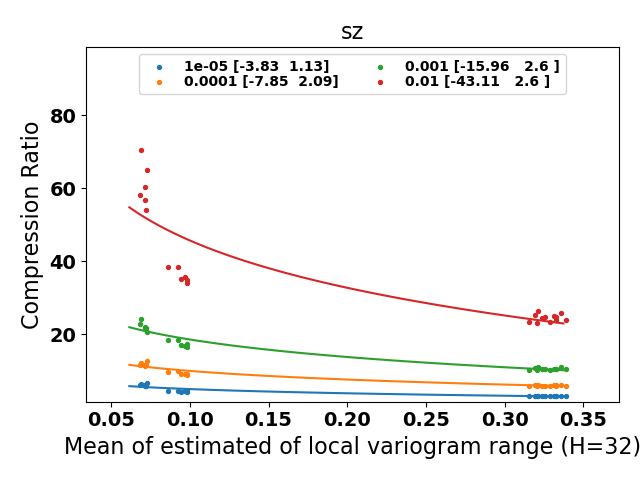 sz
1e-05 [-3.83 1.13]
0.0001 [-7.85 2.09]
0.001 [-15.96 2.6 ]
0.01 [-43.11 2.6 ]
Compression Ratio
80
60
40
20
0.05 0.10 0.15 0.20 0.25 0.30 0.35
Mean of estimated of local variogram range (H=32)